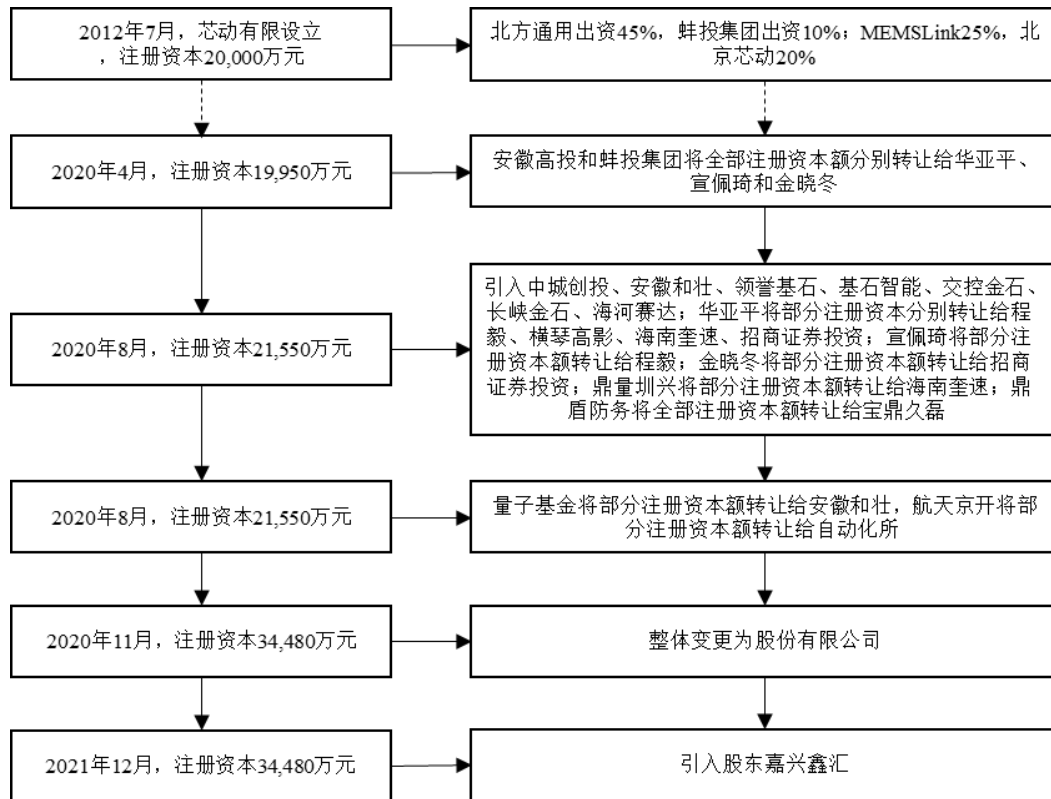 2012年7月，芯动有限设立
，注册资本20,000万元
北方通用出资45%，蚌投集团出资10%；MEMSLink25%，北
京芯动20%
2020年4月，注册资本19,950万元
安徽高投和蚌投集团将全部注册资本额分别转让给华亚平、
宣佩琦和金晓冬
2020年8月，注册资本21,550万元
引入中城创投、安徽和壮、领誉基石、基石智能、交控金石、
长峡金石、海河赛达；华亚平将部分注册资本分别转让给程
毅、横琴高影、海南奎速、招商证券投资；宣佩琦将部分注
册资本额转让给程毅；金晓冬将部分注册资本额转让给招商
证券投资；鼎量圳兴将部分注册资本额转让给海南奎速；鼎
盾防务将全部注册资本额转让给宝鼎久磊
2020年8月，注册资本21,550万元
量子基金将部分注册资本额转让给安徽和壮，航天京开将部
分注册资本额转让给自动化所
2020年11月，注册资本34,480万元
整体变更为股份有限公司
2021年12月，注册资本34,480万元
引入股东嘉兴鑫汇